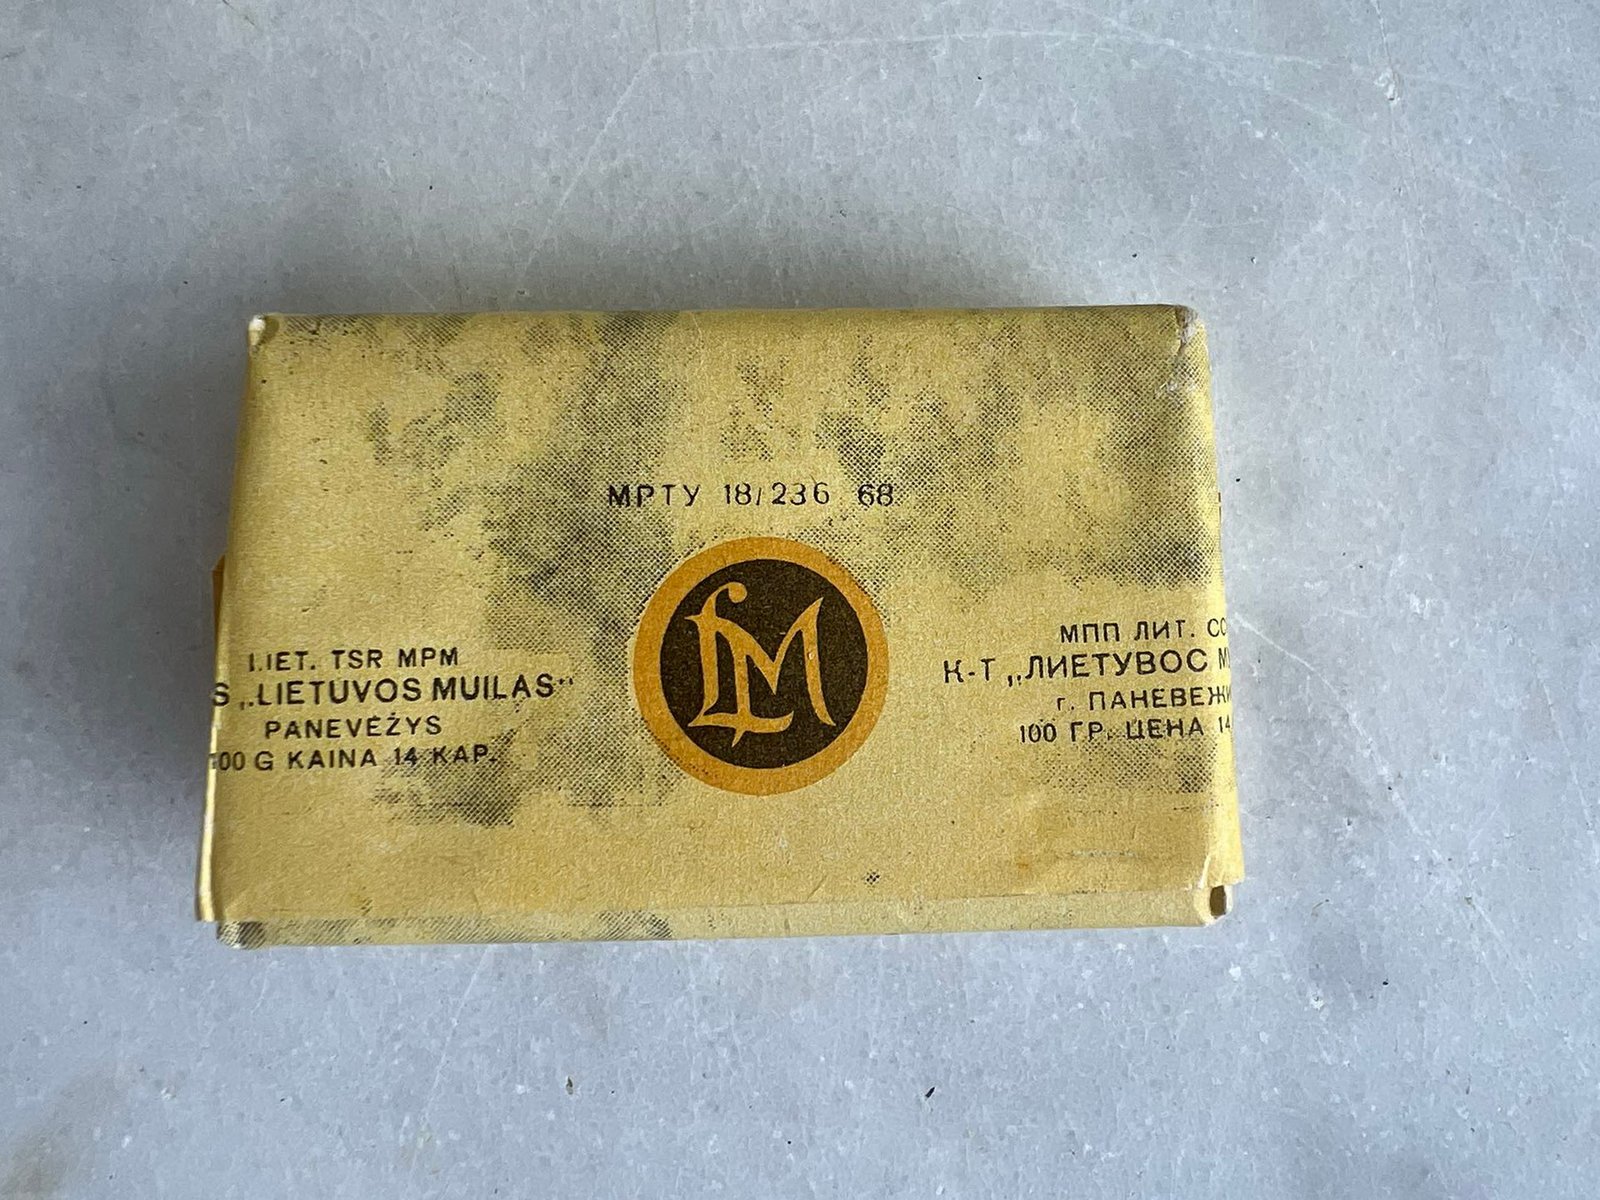 МРТУ 18/236 68
LM
LIET. TSR MPM
S „LIETUVOS MUILAS“
PANEVĖŽYS
100 G KAINA 14 KAP.
МПП ЛИТ. СС
К-Т „ЛИЕТУВОС М
г. ПАНЕВЕЖИ
100 ГР. ЦЕНА 14